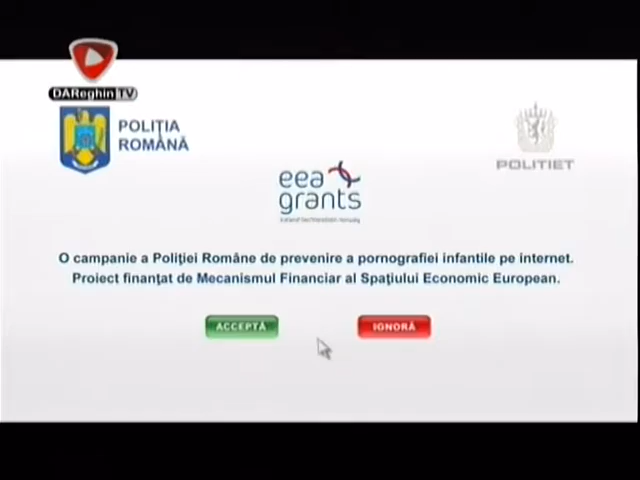 DAReghin TV
POLIȚIA
ROMÂNĂ
POLITIET
eea
grants
O campanie a Poliției Române de prevenire a pornografiei infantile pe internet.
Proiect finanțat de Mecanismul Financiar al Spațiului Economic European.
ACCEPTĂ
IGNORĂ